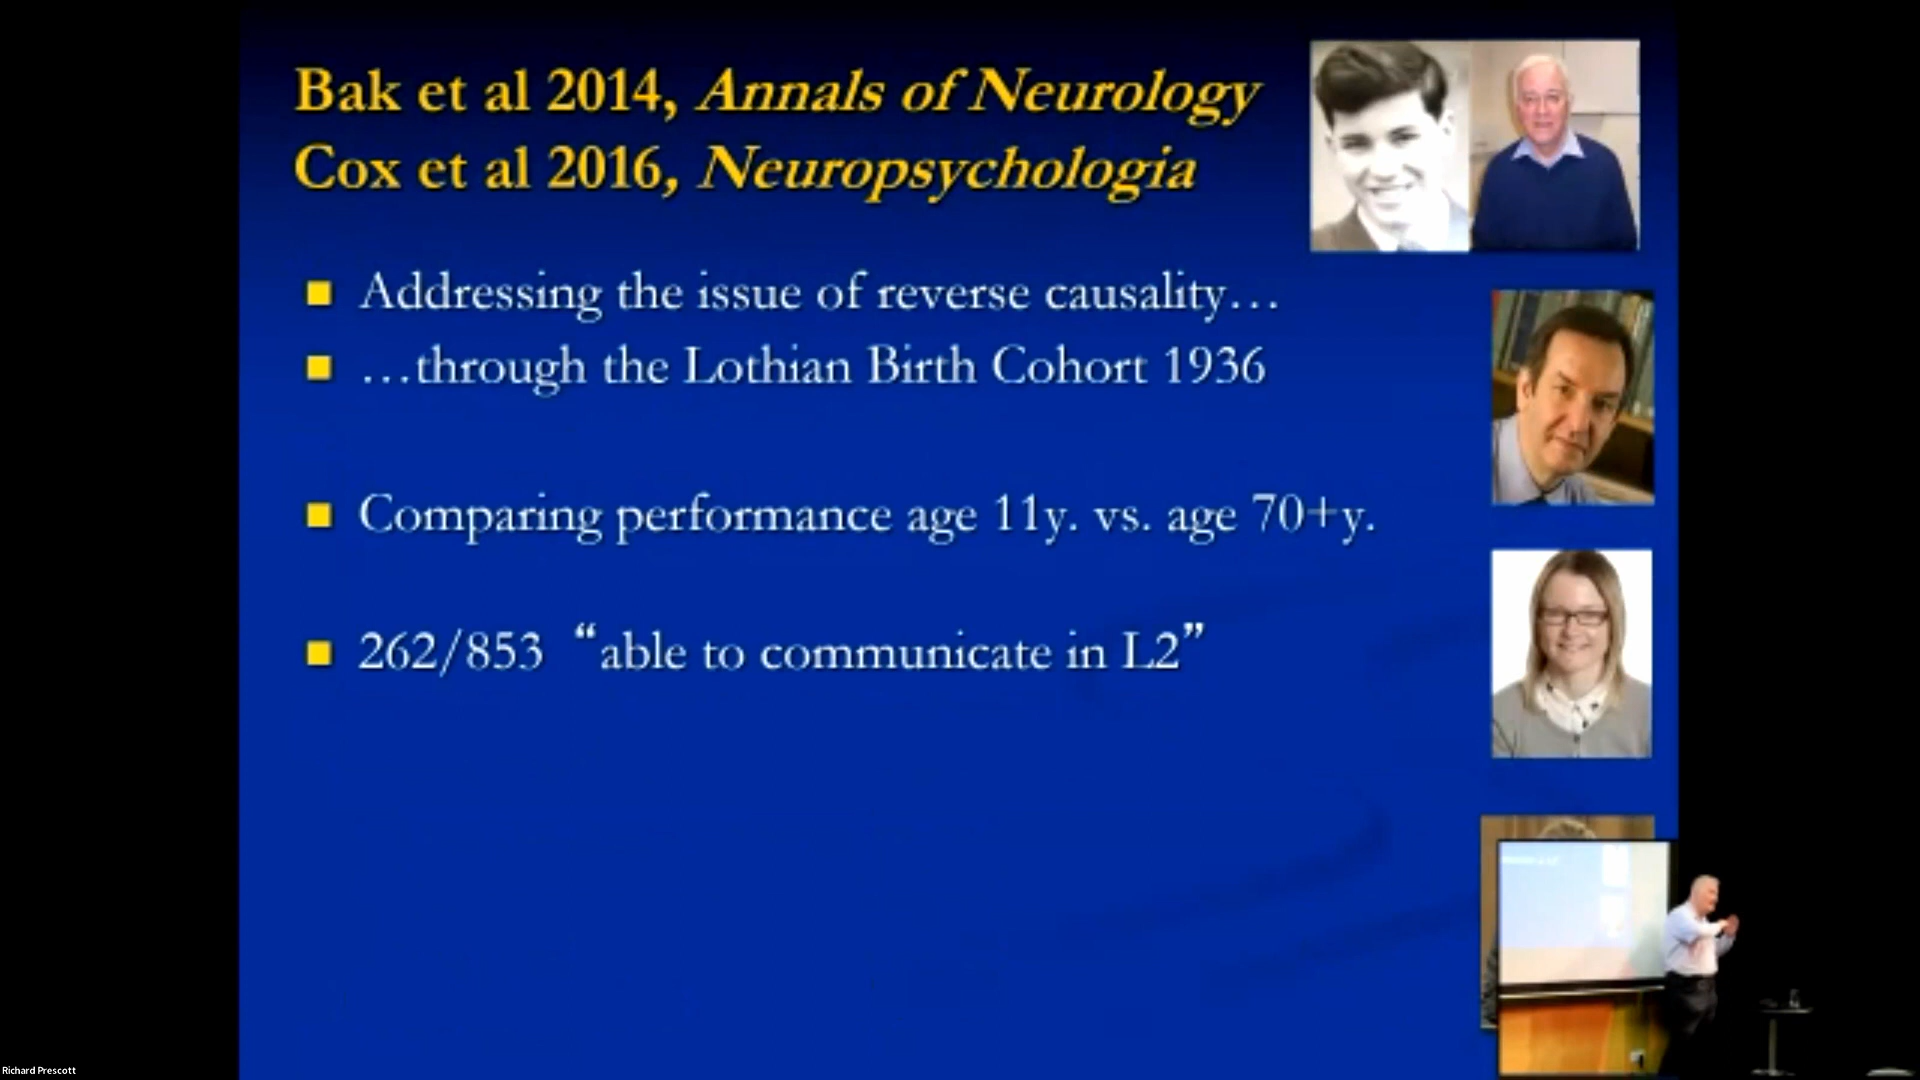 Bak et al 2014, Annals of Neurology
Cox et al 2016, Neuropsychologia
Addressing the issue of reverse causality…
…through the Lothian Birth Cohort 1936
Comparing performance age 11y. vs. age 70+y.
262/853 “able to communicate in L2”
Richard Prescott